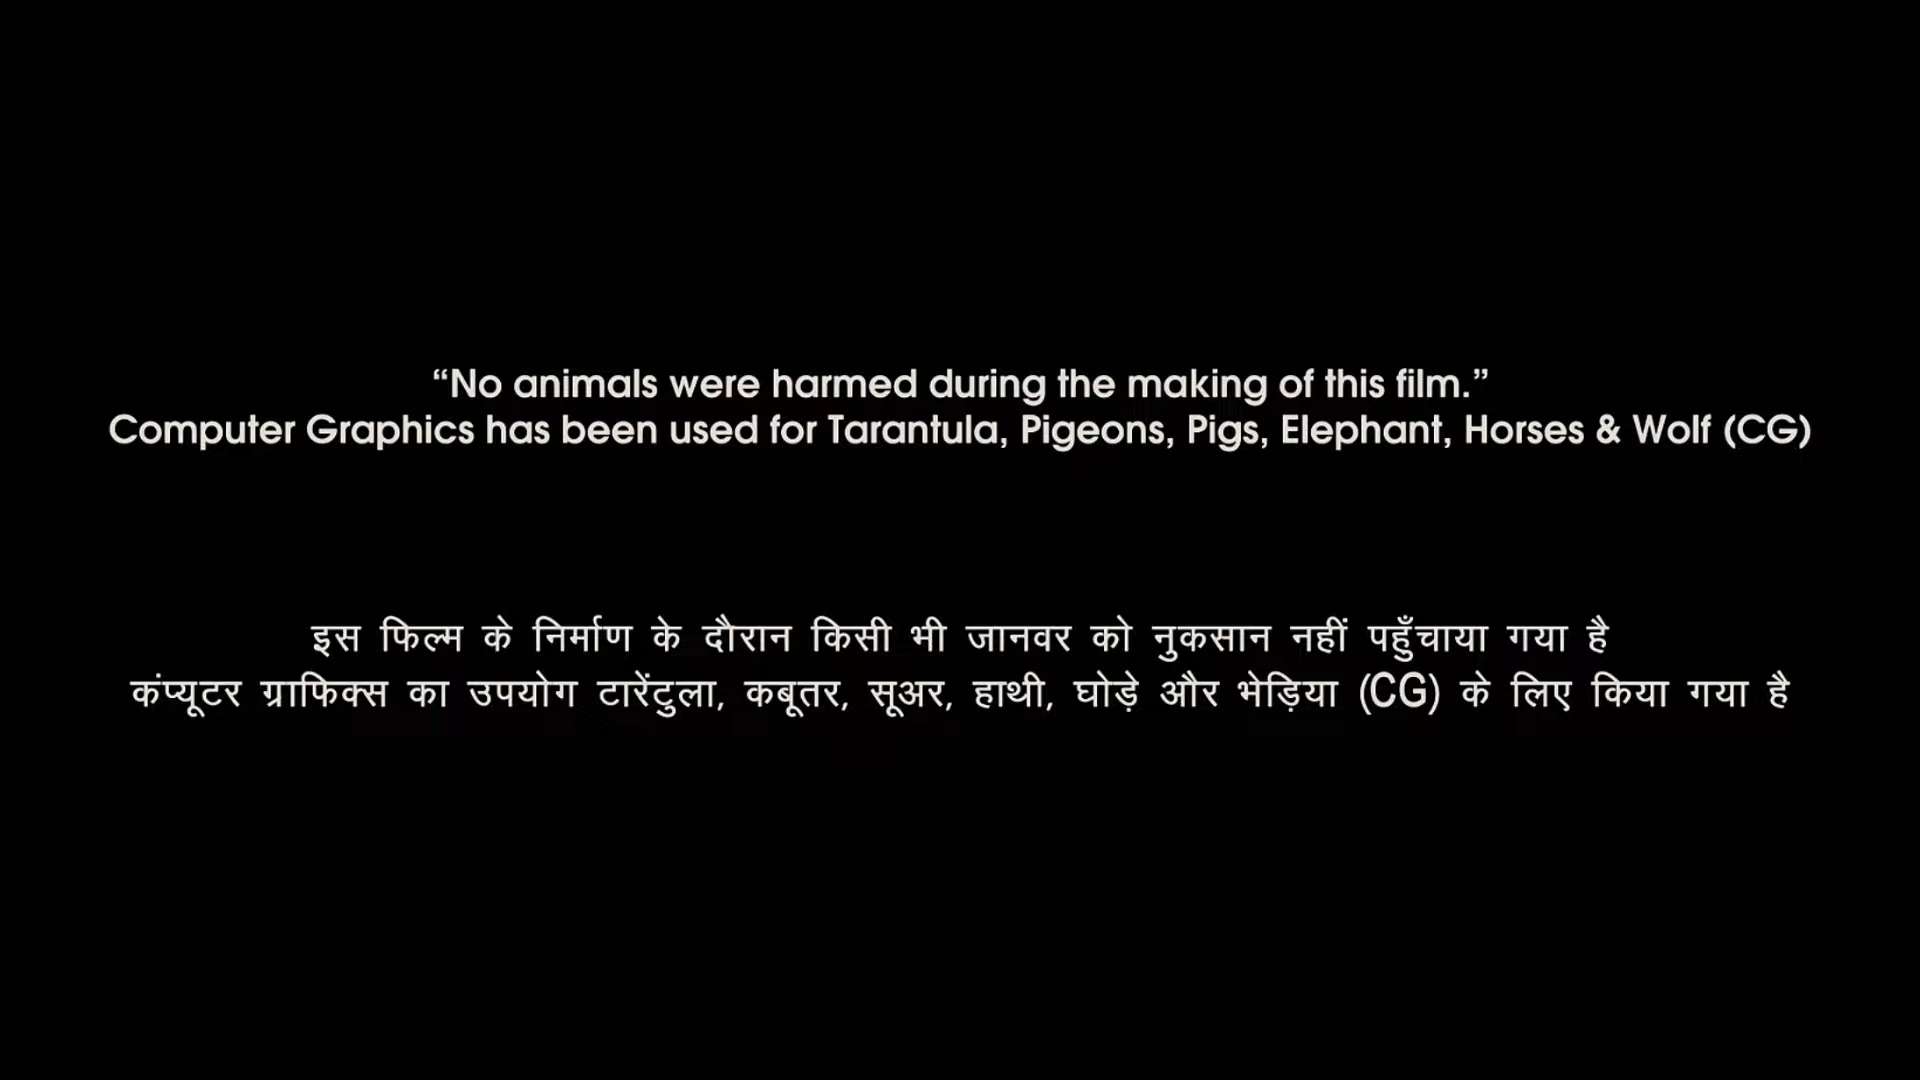 “No animals were harmed during the making of this film.”
Computer Graphics has been used for Tarantula, Pigeons, Pigs, Elephant, Horses & Wolf (CG)
इस फिल्म के निर्माण के दौरान किसी भी जानवर को नुकसान नहीं पहुँचाया गया है
कंप्यूटर ग्राफिक्स का उपयोग टारेंटुला, कबूतर, सूअर, हाथी, घोड़े और भेड़िया (CG) के लिए किया गया है